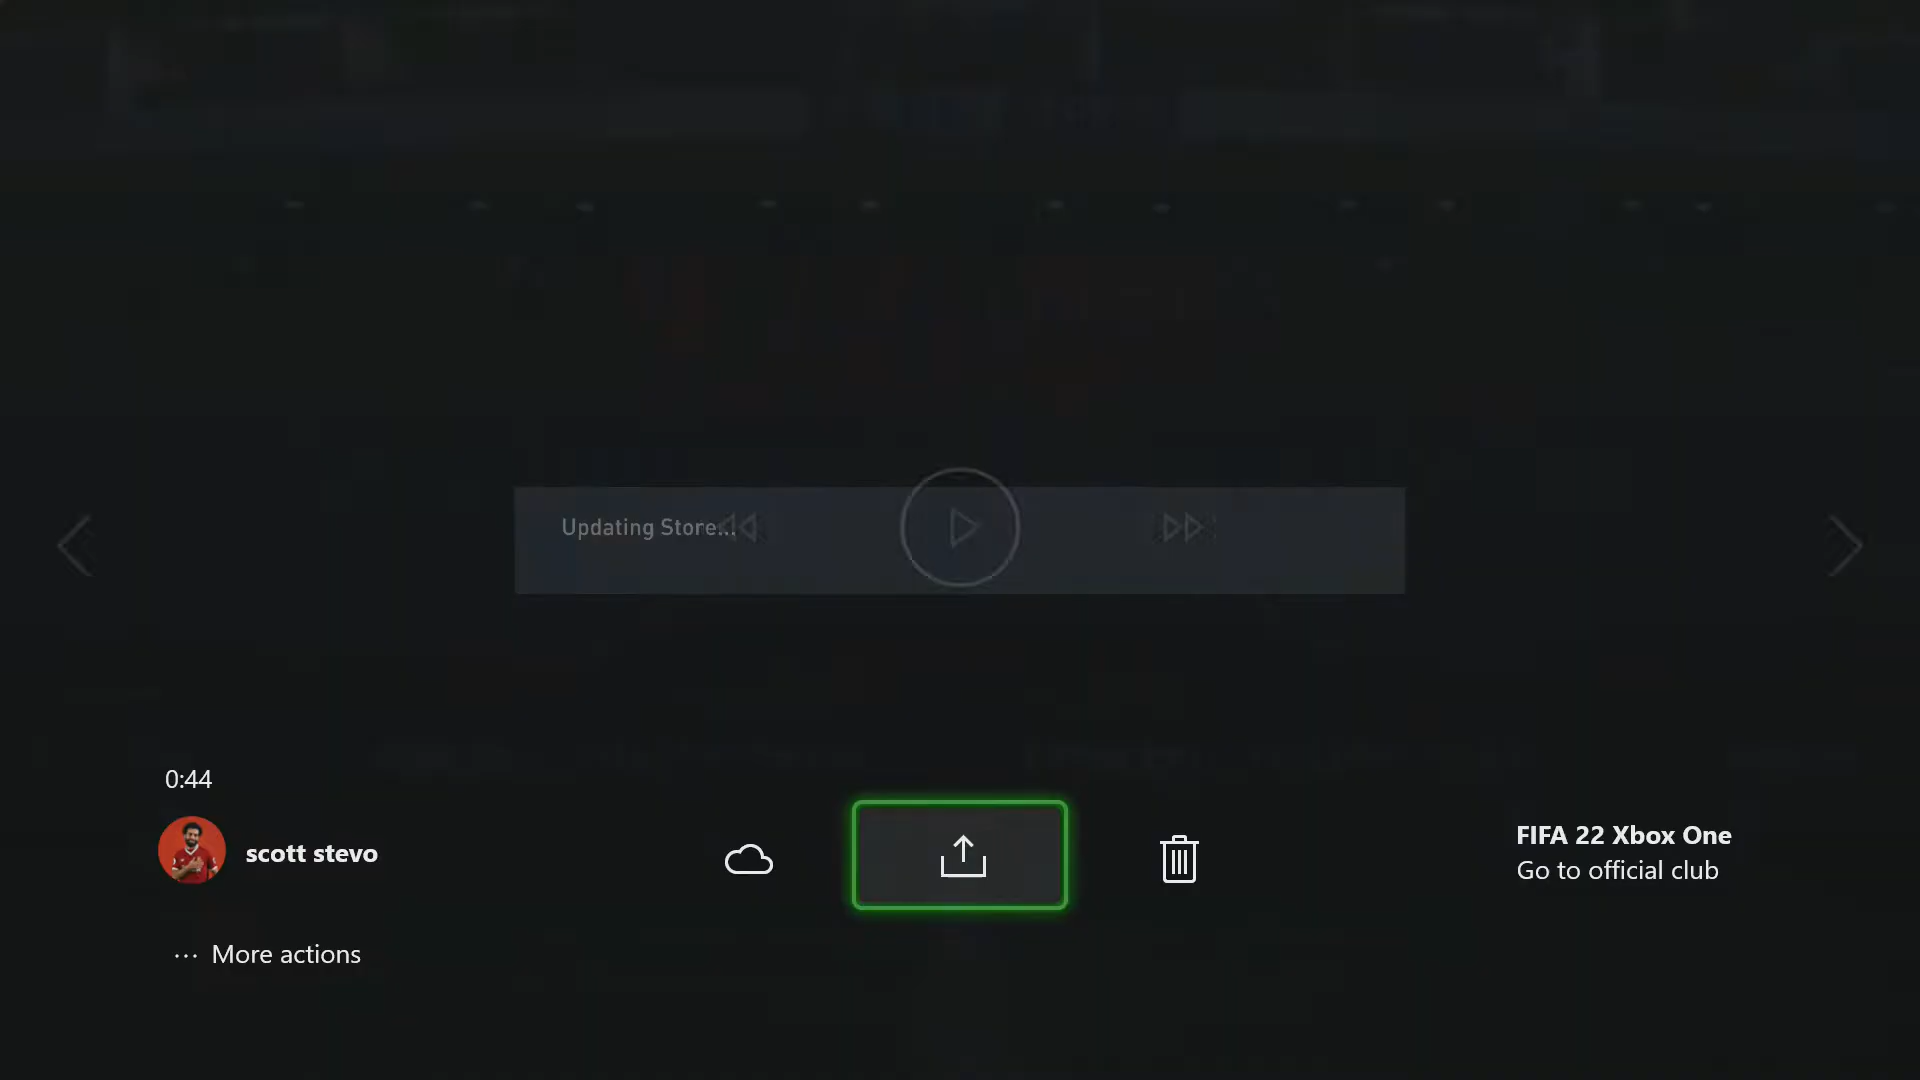 Updating Store...
0:44
scott stevo
FIFA 22 Xbox One
Go to official club
··· More actions